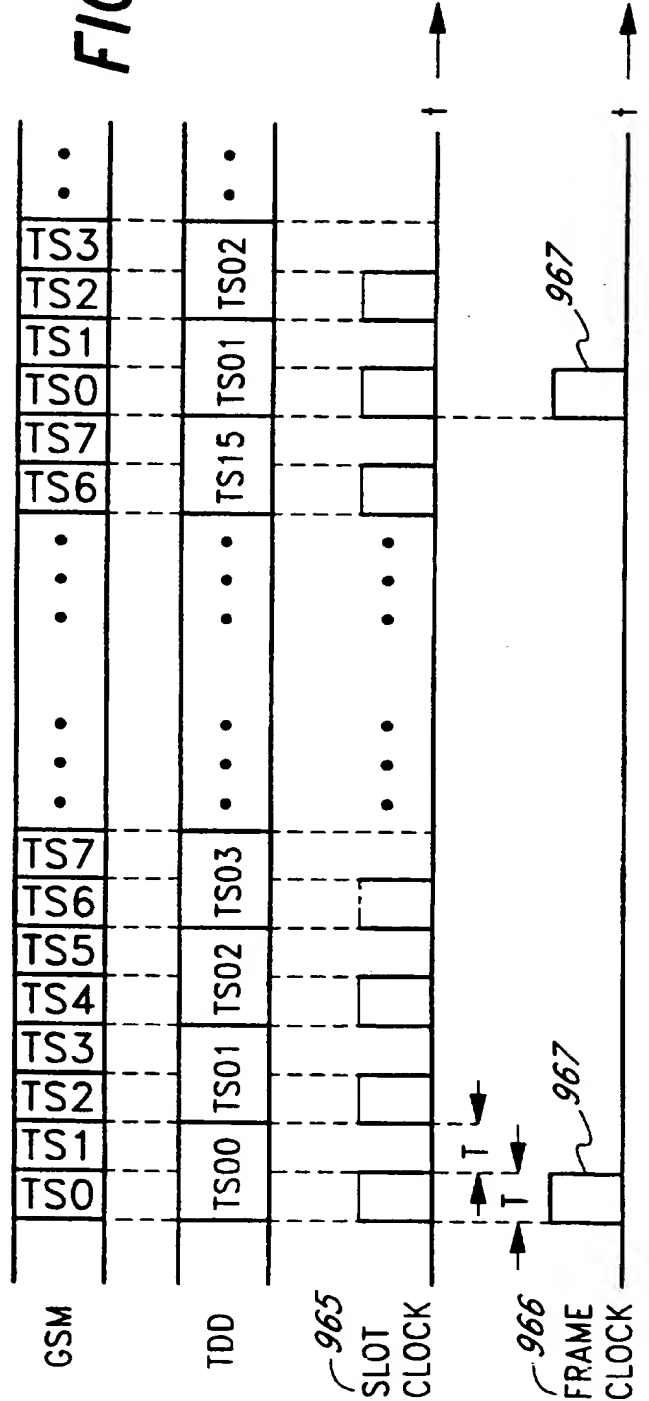 FIG
GSM
TS0 TS1 TS2 TS3 TS4 TS5 TS6 TS7 • • • • • • TS6 TS7 TS0 TS1 TS2 TS3 • •
TDD
TS00 TS01 TS02 TS03 • • • • • • TS15 TS01 TS02 • •
965
SLOT
CLOCK
• • • • • •
t
T
T
966
FRAME
CLOCK
967
967
t